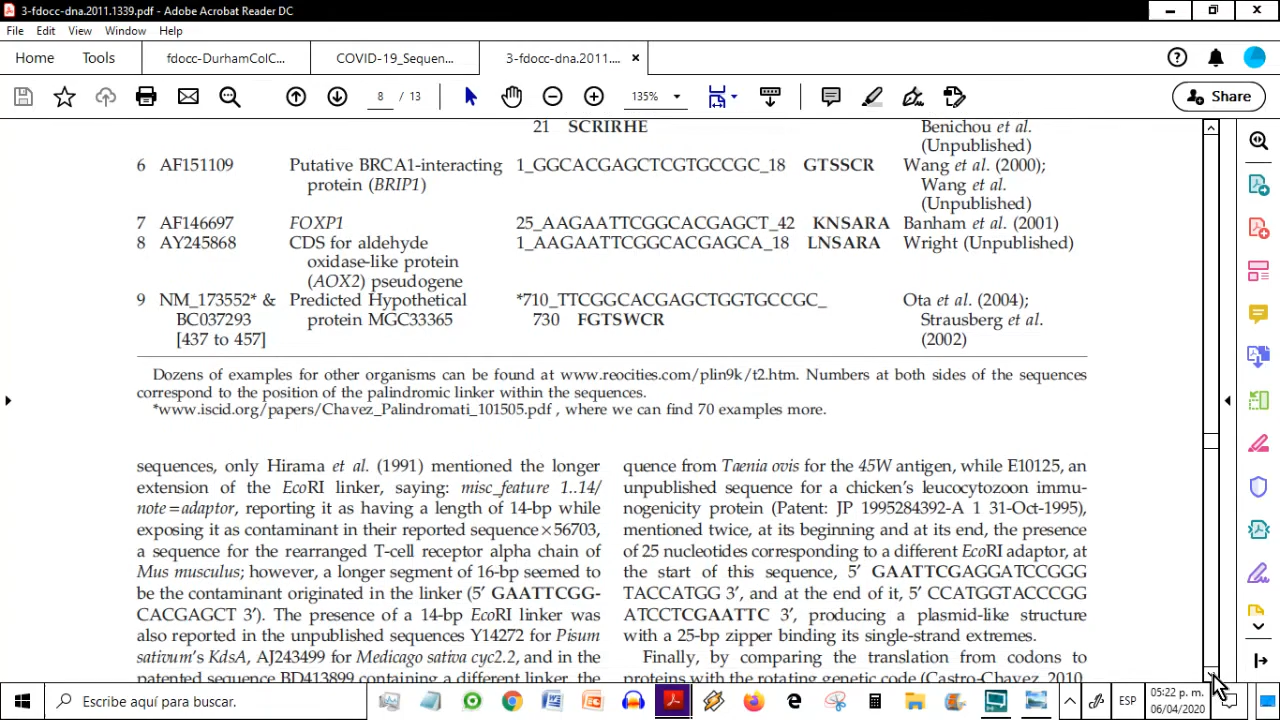 3-fdocc-dna.2011.1339.pdf - Adobe Acrobat Reader DC
File Edit View Window Help
Home Tools fdocc-DurhamColC... COVID-19_Sequen... 3-fdocc-dna.2011....
8 / 13 135% Share
21 SCRIRHE Benichou et al.
(Unpublished)
6 AF151109 Putative BRCA1-interacting 1_GGCACGAGCTCGTGCCGC_18 GTSSCR Wang et al. (2000);
protein (BRIP1) Wang et al.
(Unpublished)
7 AF146697 FOXP1 25_AAGAATTCGGCACGAGCT_42 KNSARA Banham et al. (2001)
8 AY245868 CDS for aldehyde 1_AAGAATTCGGCACGAGCA_18 LNSARA Wright (Unpublished)
oxidase-like protein
(AOX2) pseudogene
9 NM_173552* & Predicted Hypothetical *710_TTCGGCACGAGCTGGTGCCGC_ Ota et al. (2004);
BC037293 protein MGC33365 730 FGTSWCR Strausberg et al.
[437 to 457] (2002)
Dozens of examples for other organisms can be found at www.reocities.com/plin9k/t2.htm. Numbers at both sides of the sequences
correspond to the position of the palindromic linker within the sequences.
*www.iscid.org/papers/Chavez_Palindromati_101505.pdf , where we can find 70 examples more.
sequences, only Hirama et al. (1991) mentioned the longer
extension of the EcoRI linker, saying: misc_feature 1..14/
note=adaptor, reporting it as having a length of 14-bp while
exposing it as contaminant in their reported sequence×56703,
a sequence for the rearranged T-cell receptor alpha chain of
Mus musculus; however, a longer segment of 16-bp seemed to
be the contaminant originated in the linker (5′ GAATTCGG-
CACGAGCT 3′). The presence of a 14-bp EcoRI linker was
also reported in the unpublished sequences Y14272 for Pisum
sativum's KdsA, AJ243499 for Medicago sativa cyc2.2, and in the
patented sequence BD413899 containing a different linker, the
quence from Taenia ovis for the 45W antigen, while E10125, an
unpublished sequence for a chicken's leucocytozoon immu-
nogenicity protein (Patent: JP 1995284392-A 1 31-Oct-1995),
mentioned twice, at its beginning and at its end, the presence
of 25 nucleotides corresponding to a different EcoRI adaptor, at
the start of this sequence, 5′ GAATTCGAGGATCCGGG
TACCATGG 3′, and at the end of it, 5′ CCATGGTACCCGG
ATCCTCGAATTC 3′, producing a plasmid-like structure
with a 25-bp zipper binding its single-strand extremes.
Finally, by comparing the translation from codons to
proteins with the rotating genetic code (Castro-Chavez, 2010
Escribe aquí para buscar.
ESP
05:22 p. m.
06/04/2020